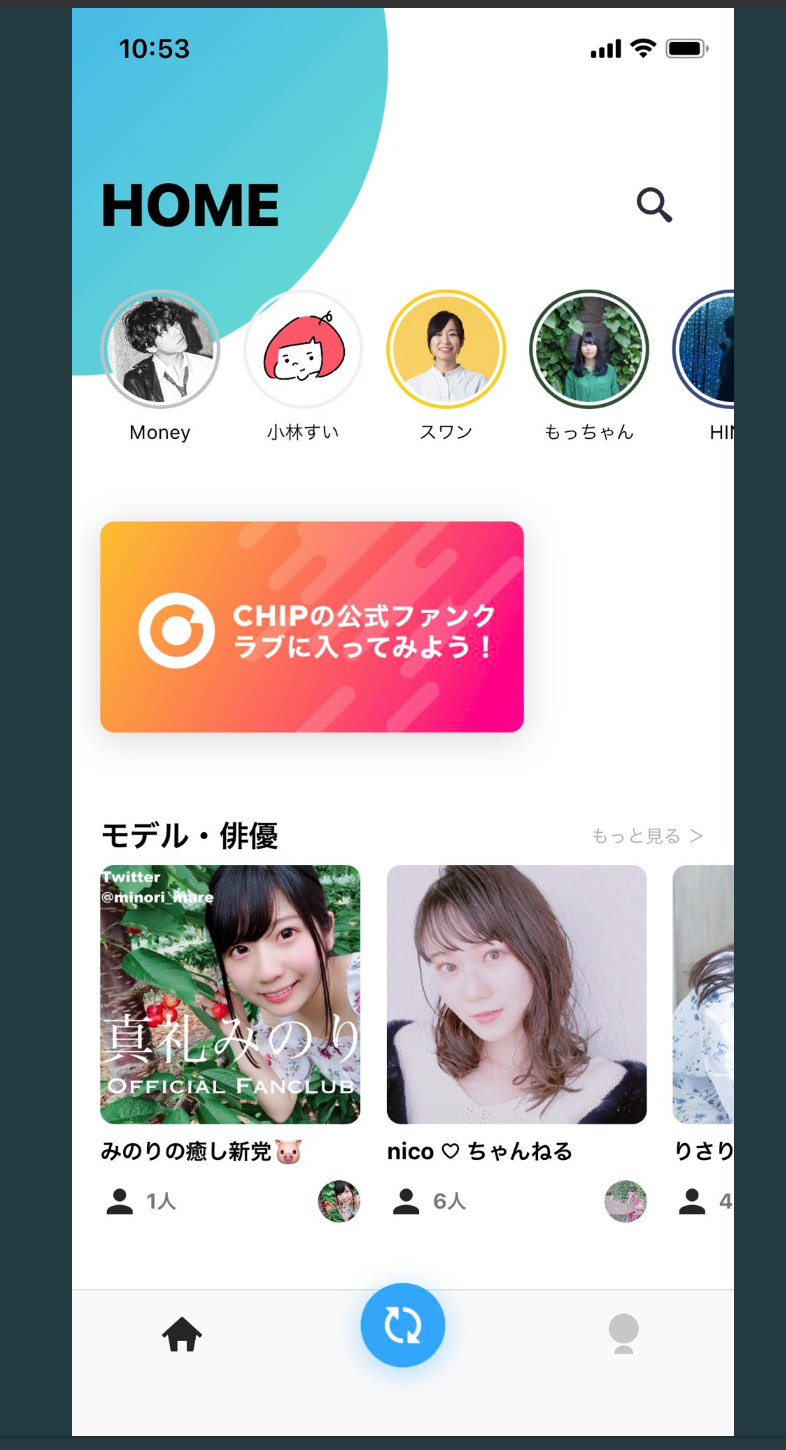 10:53
HOME
Money
小林すい
スワン
もっちゃん
HIN
CHIPの公式ファンク
ラブに入ってみよう！
モデル・俳優
もっと見る ＞
Twitter
@minori_mare
真礼みのり
OFFICIAL FANCLUB
みのりの癒し新党🐷
nico ♡ ちゃんねる
りさり
1人
6人
4